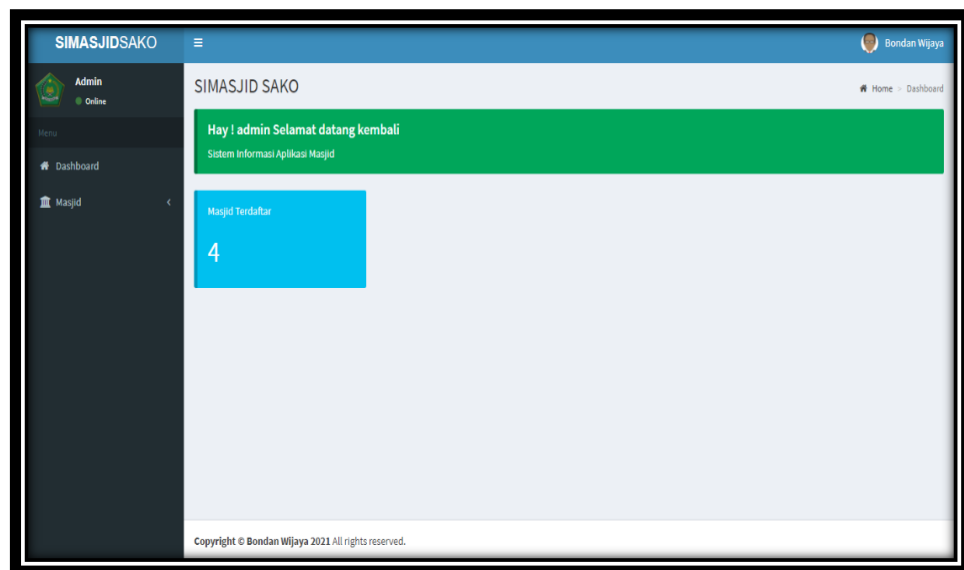 SIMASJIDSAKO
Bondan Wijaya
Admin
Online
Menu
Dashboard
Masjid
SIMASJID SAKO
Home > Dashboard
Hay ! admin Selamat datang kembali
Sistem Informasi Aplikasi Masjid
Masjid Terdaftar
4
Copyright © Bondan Wijaya 2021 All rights reserved.